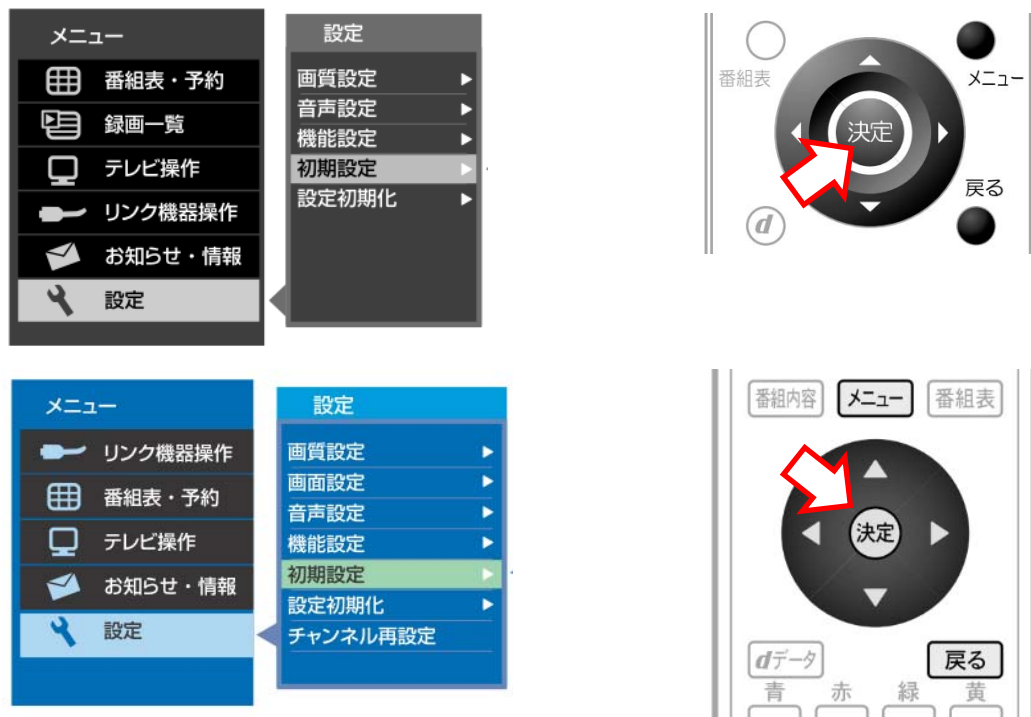 メニュー
番組表・予約
録画一覧
テレビ操作
リンク機器操作
お知らせ・情報
設定
設定
画質設定
音声設定
機能設定
初期設定
設定初期化
番組表
メニュー
決定
戻る
d
メニュー
リンク機器操作
番組表・予約
テレビ操作
お知らせ・情報
設定
設定
画質設定
画面設定
音声設定
機能設定
初期設定
設定初期化
チャンネル再設定
番組内容 メニュー 番組表
決定
dデータ 戻る
青 赤 緑 黄